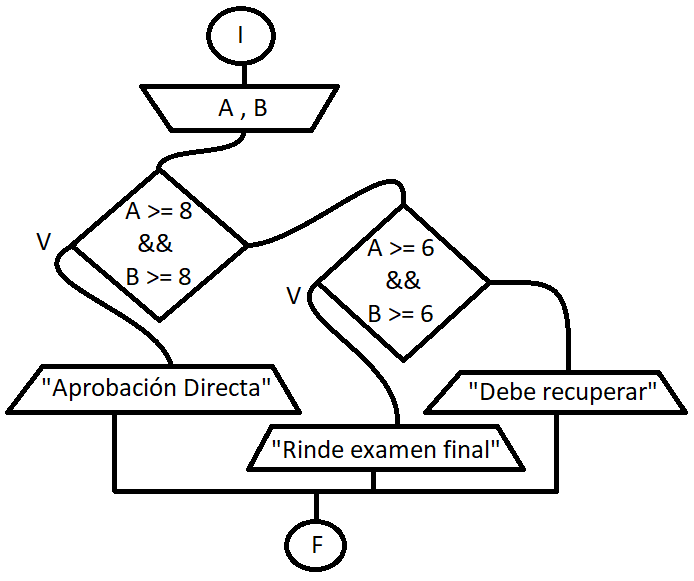 I
A , B
A >= 8
&&
B >= 8
V
A >= 6
&&
B >= 6
V
"Aprobación Directa"
"Debe recuperar"
"Rinde examen final"
F